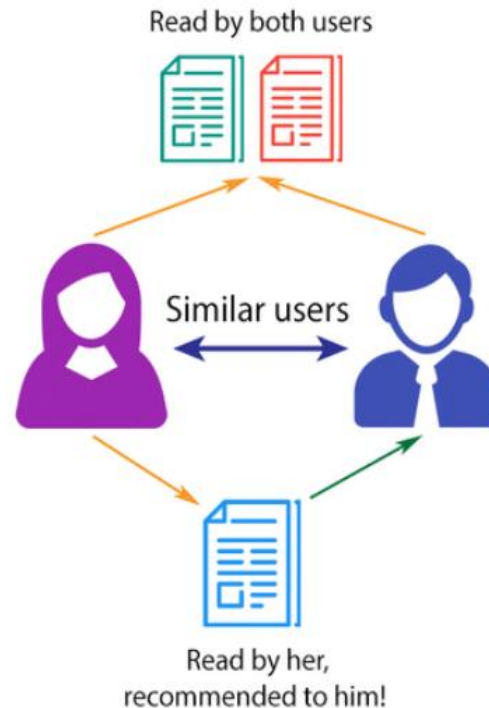 Read by both users
Similar users
Read by her,
recommended to him!